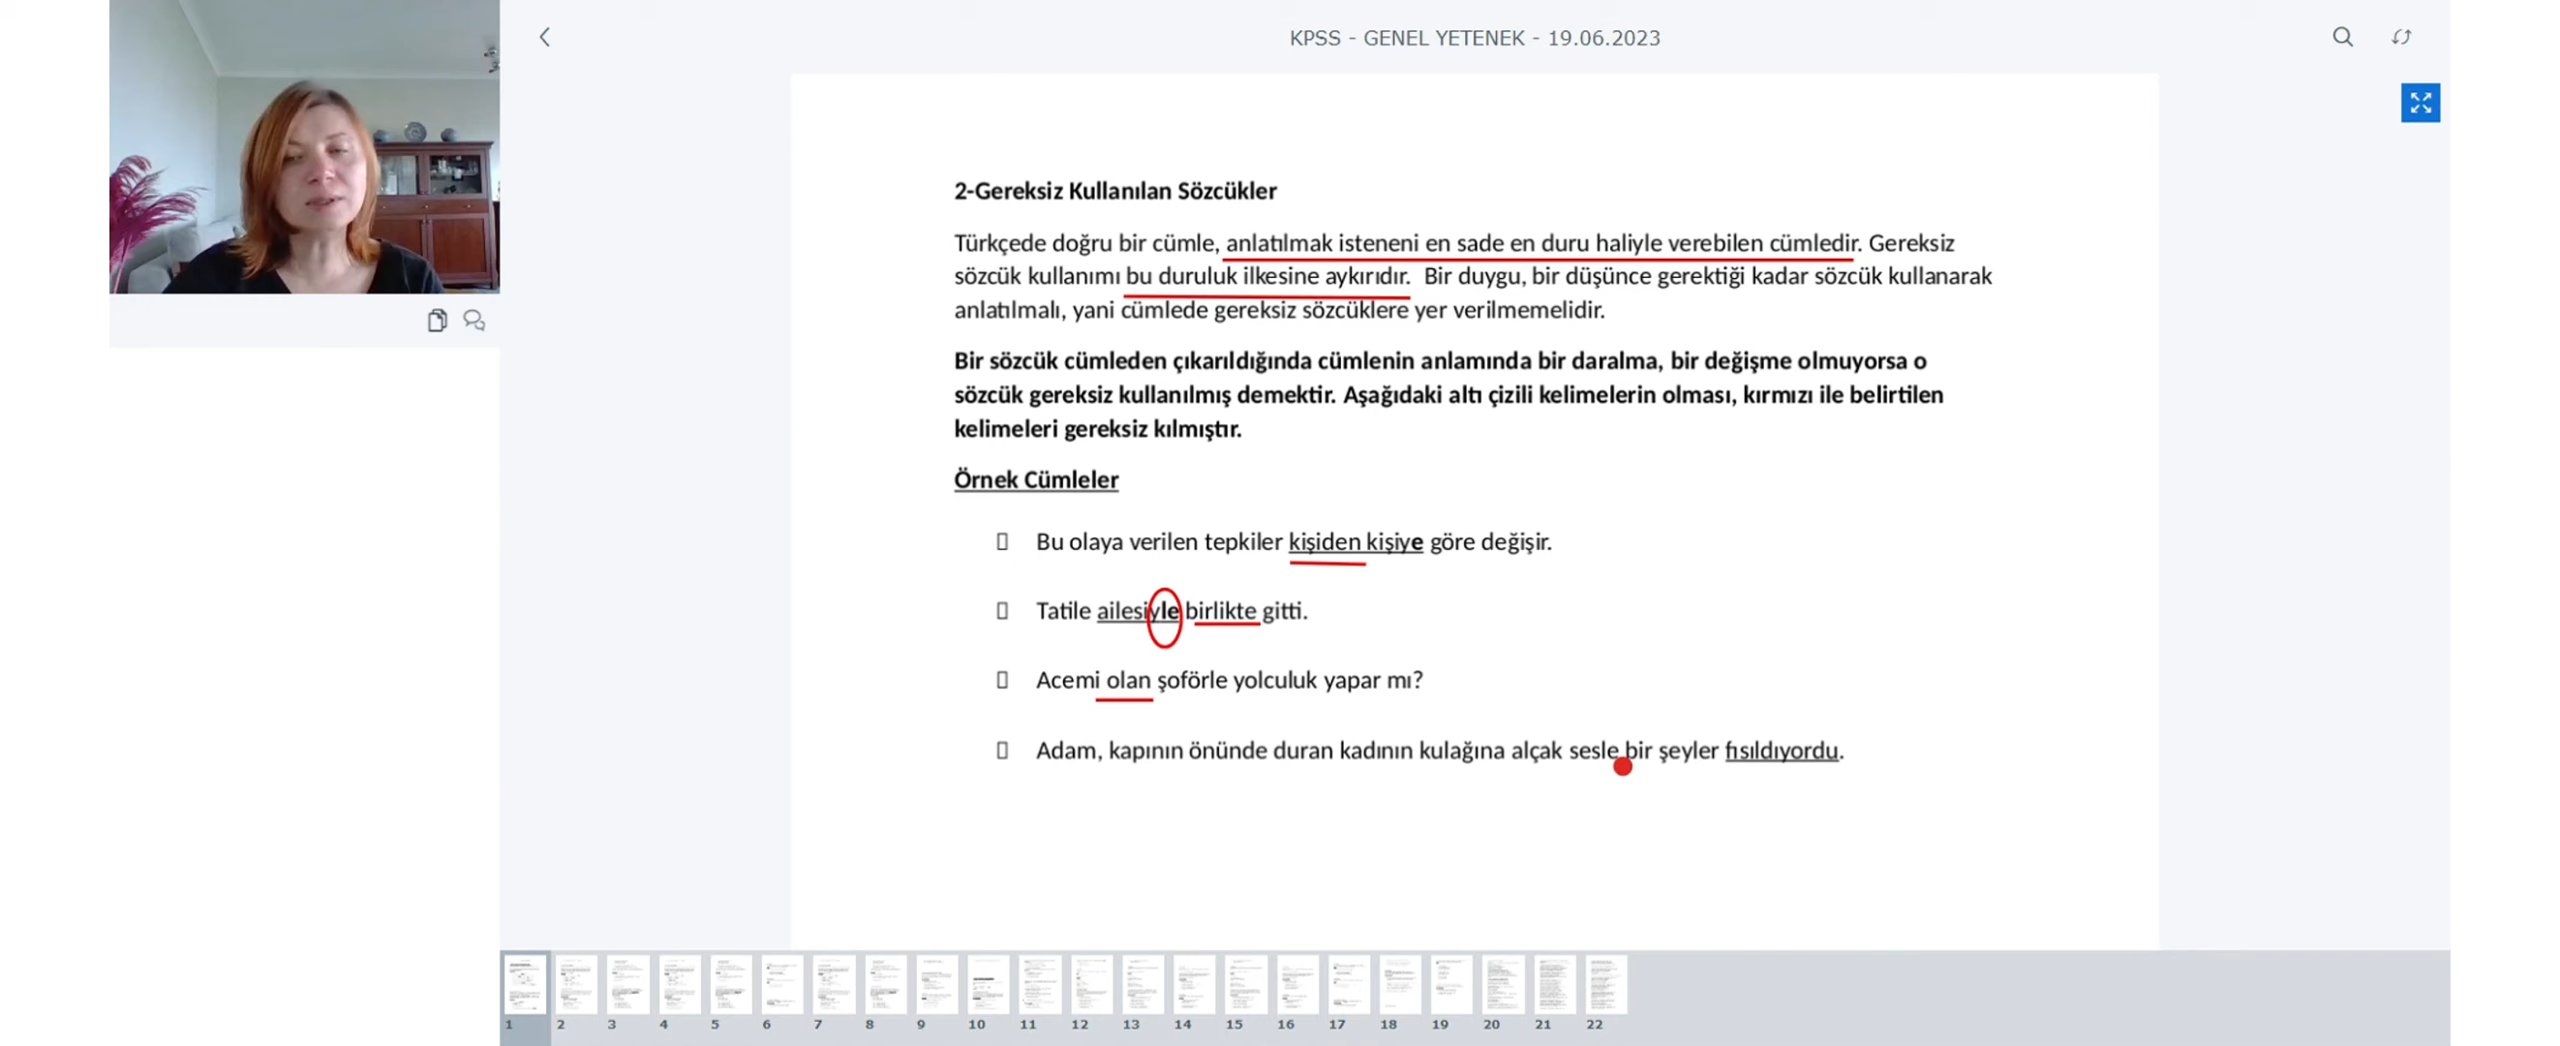 KPSS - GENEL YETENEK - 19.06.2023
2-Gereksiz Kullanılan Sözcükler
Türkçede doğru bir cümle, anlatılmak isteneni en sade en duru haliyle verebilen cümledir. Gereksiz
sözcük kullanımı bu duruluk ilkesine aykırıdır. Bir duygu, bir düşünce gerektiği kadar sözcük kullanarak
anlatılmalı, yani cümlede gereksiz sözcüklere yer verilmemelidir.
Bir sözcük cümleden çıkarıldığında cümlenin anlamında bir daralma, bir değişme olmuyorsa o
sözcük gereksiz kullanılmış demektir. Aşağıdaki altı çizili kelimelerin olması, kırmızı ile belirtilen
kelimeleri gereksiz kılmıştır.
Örnek Cümleler
Bu olaya verilen tepkiler kişiden kişiye göre değişir.
Tatile ailesiyle birlikte gitti.
Acemi olan şoförle yolculuk yapar mı?
Adam, kapının önünde duran kadının kulağına alçak sesle bir şeyler fısıldıyordu.
1 2 3 4 5 6 7 8 9 10 11 12 13 14 15 16 17 18 19 20 21 22